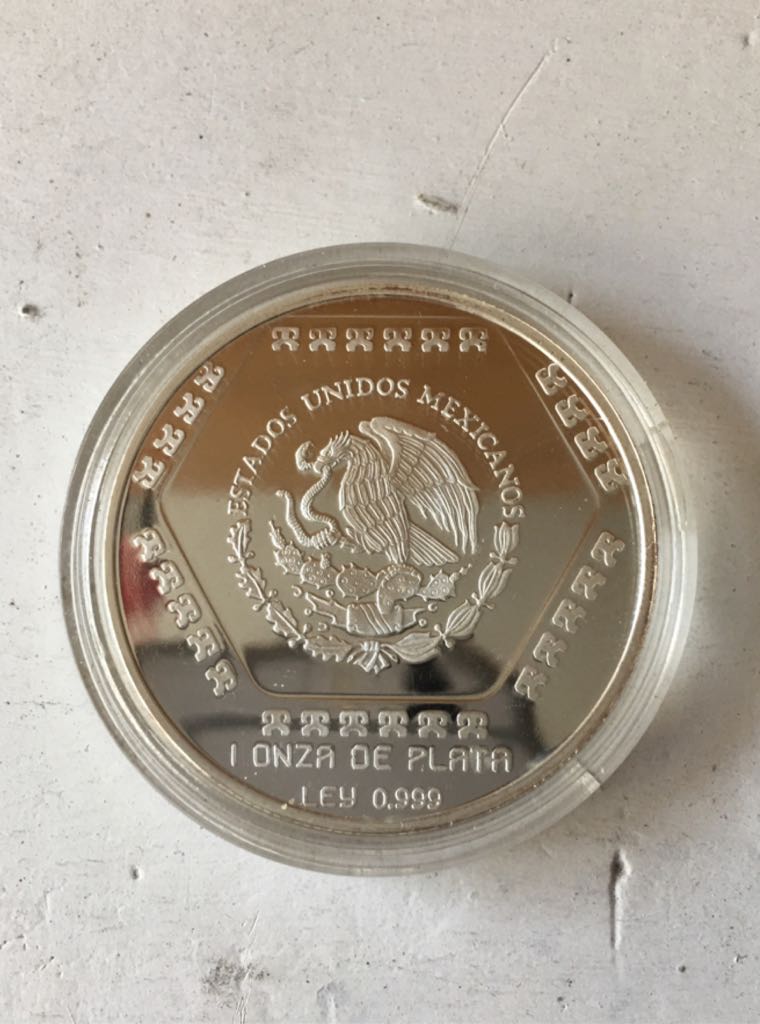 ESTADOS UNIDOS MEXICANOS
1 ONZA DE PLATA
LEY 0.999